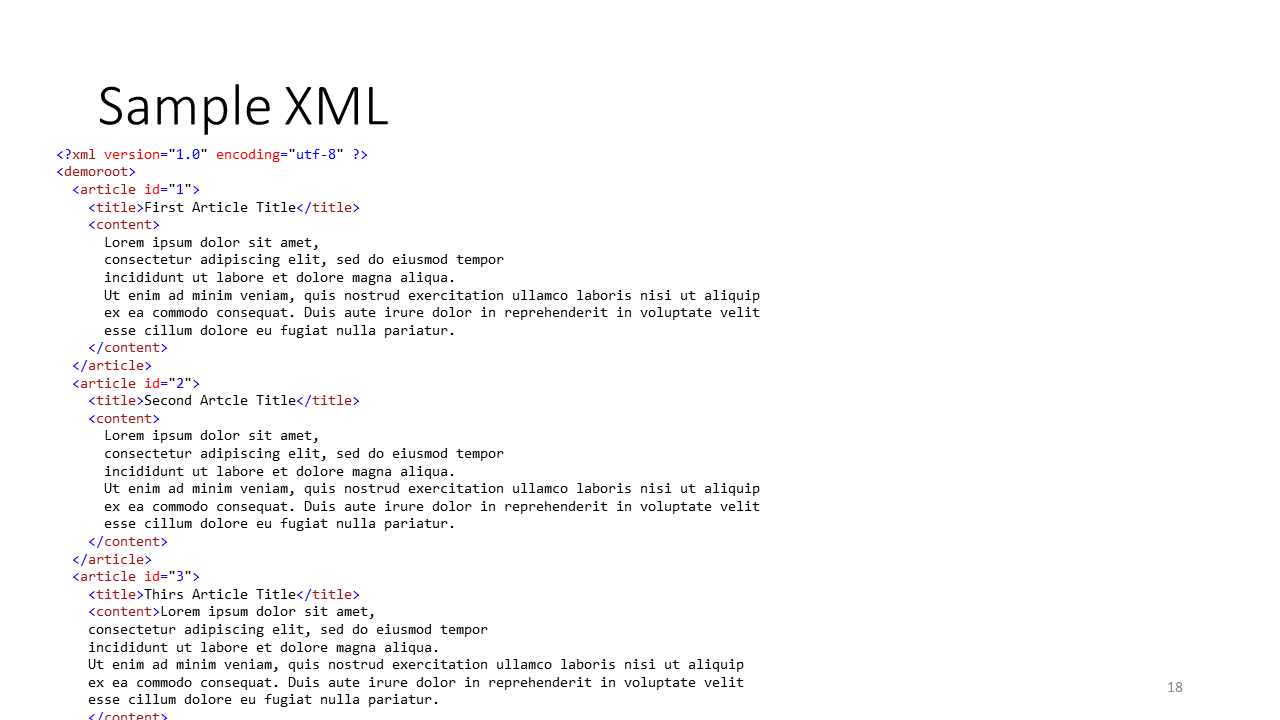 Sample XML
<?xml version="1.0" encoding="utf-8" ?>
<demoroot>
  <article id="1">
    <title>First Article Title</title>
    <content>
      Lorem ipsum dolor sit amet,
      consectetur adipiscing elit, sed do eiusmod tempor
      incididunt ut labore et dolore magna aliqua.
      Ut enim ad minim veniam, quis nostrud exercitation ullamco laboris nisi ut aliquip
      ex ea commodo consequat. Duis aute irure dolor in reprehenderit in voluptate velit
      esse cillum dolore eu fugiat nulla pariatur.
    </content>
  </article>
  <article id="2">
    <title>Second Artcle Title</title>
    <content>
      Lorem ipsum dolor sit amet,
      consectetur adipiscing elit, sed do eiusmod tempor
      incididunt ut labore et dolore magna aliqua.
      Ut enim ad minim veniam, quis nostrud exercitation ullamco laboris nisi ut aliquip
      ex ea commodo consequat. Duis aute irure dolor in reprehenderit in voluptate velit
      esse cillum dolore eu fugiat nulla pariatur.
    </content>
  </article>
  <article id="3">
    <title>Thirs Article Title</title>
    <content>Lorem ipsum dolor sit amet,
    consectetur adipiscing elit, sed do eiusmod tempor
    incididunt ut labore et dolore magna aliqua.
    Ut enim ad minim veniam, quis nostrud exercitation ullamco laboris nisi ut aliquip
    ex ea commodo consequat. Duis aute irure dolor in reprehenderit in voluptate velit
    esse cillum dolore eu fugiat nulla pariatur.
    </content>
18